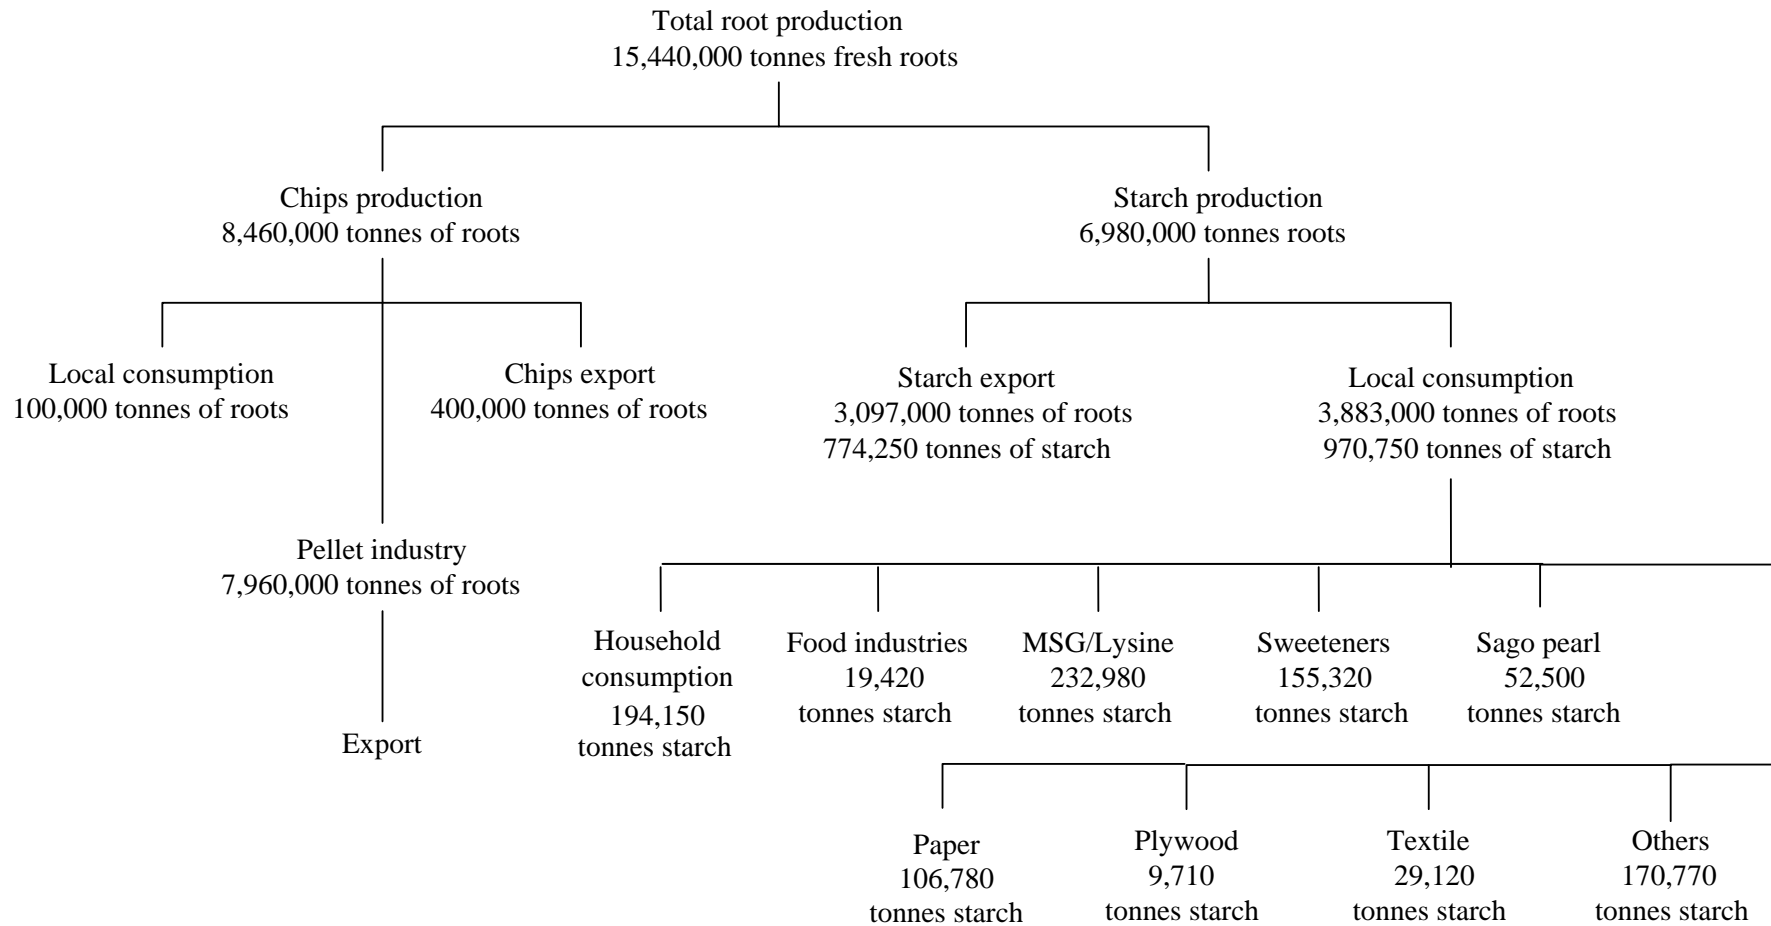 Total root production
15,440,000 tonnes fresh roots
Chips production
8,460,000 tonnes of roots
Starch production
6,980,000 tonnes roots
Local consumption
100,000 tonnes of roots
Chips export
400,000 tonnes of roots
Starch export
3,097,000 tonnes of roots
774,250 tonnes of starch
Local consumption
3,883,000 tonnes of roots
970,750 tonnes of starch
Pellet industry
7,960,000 tonnes of roots
Export
Household
consumption
194,150
tonnes starch
Food industries
19,420
tonnes starch
MSG/Lysine
232,980
tonnes starch
Sweeteners
155,320
tonnes starch
Sago pearl
52,500
tonnes starch
Paper
106,780
tonnes starch
Plywood
9,710
tonnes starch
Textile
29,120
tonnes starch
Others
170,770
tonnes starch